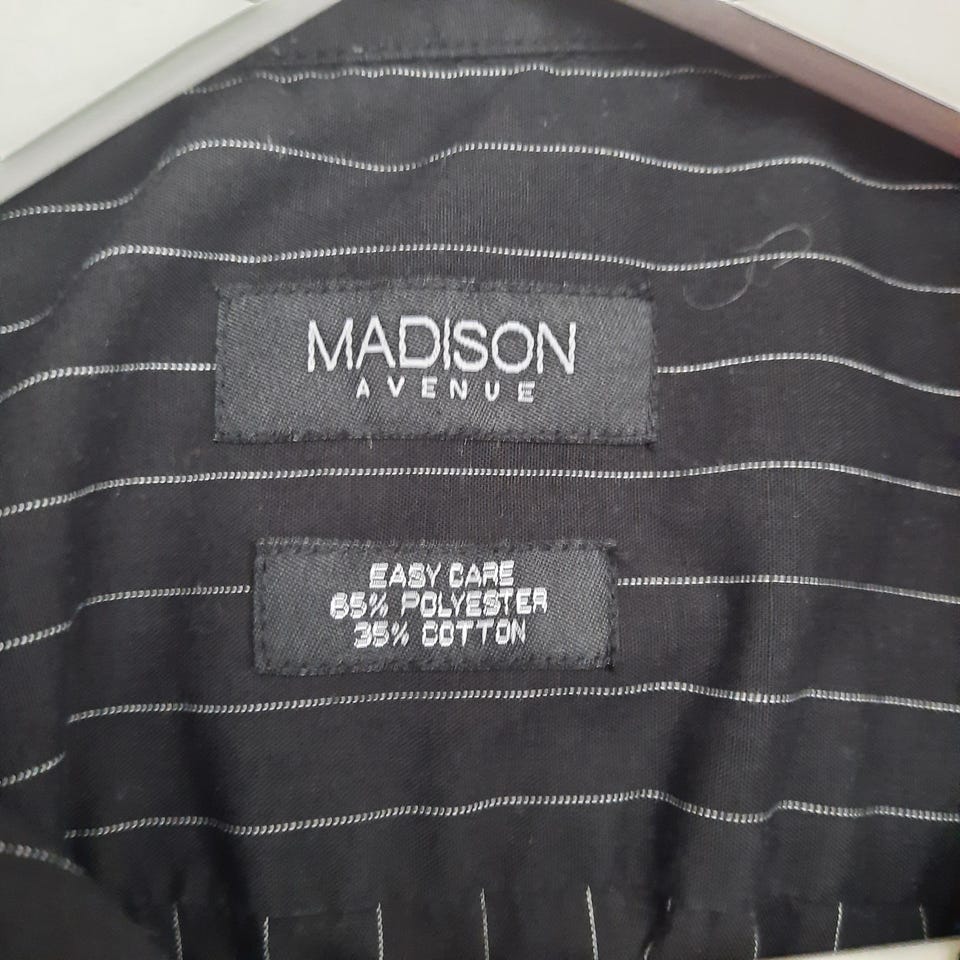 MADISON
AVENUE
EASY CARE
65% POLYESTER
35% COTTON